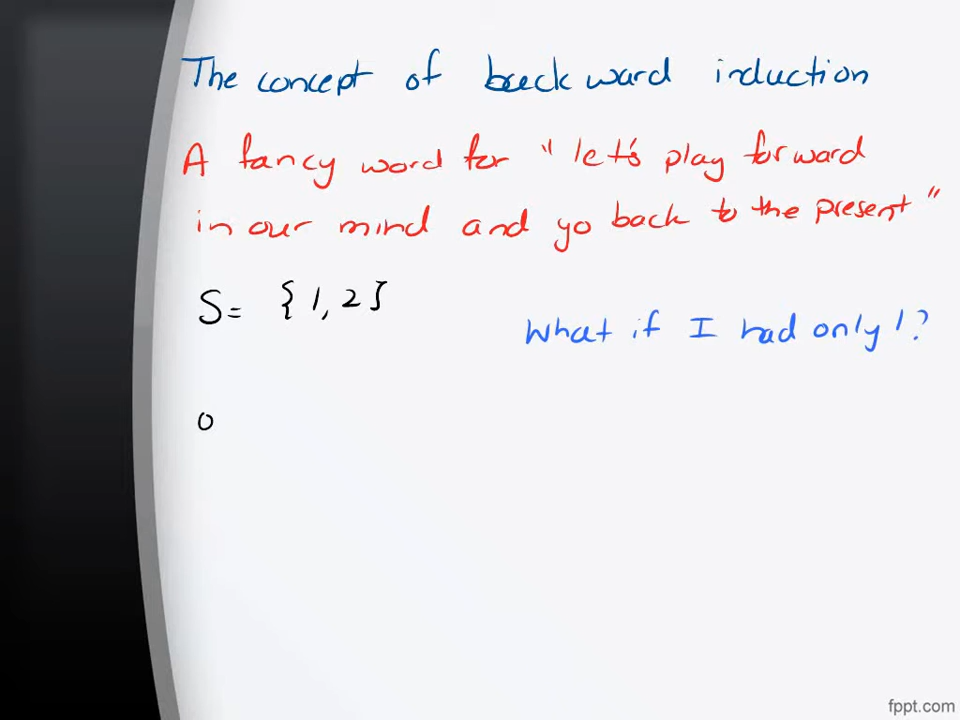 The concept of backward induction
A fancy word for "let's play forward
in our mind and go back to the present"
S= {1,2}
What if I had only 1?
0
fppt.com